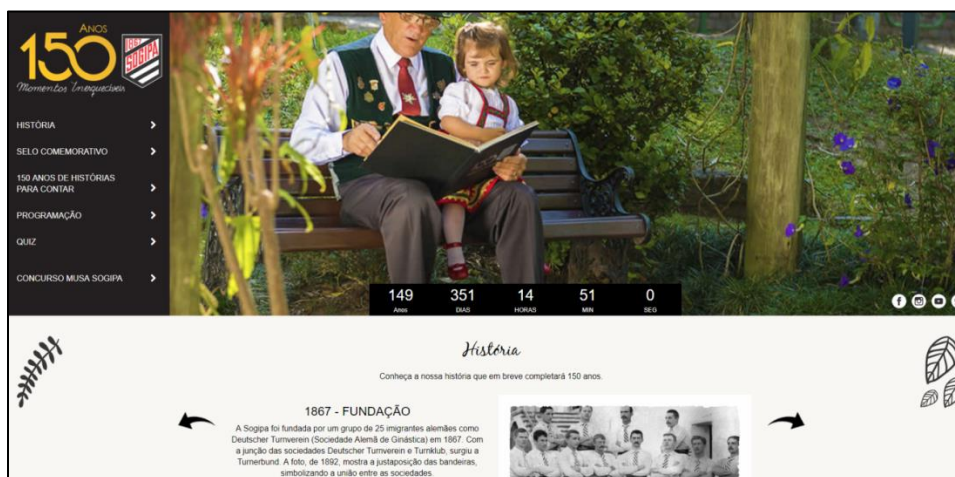 ANOS
150
1867
SOGIPA
Momentos Inesquecíveis
HISTÓRIA
SELO COMEMORATIVO
150 ANOS DE HISTÓRIAS
PARA CONTAR
PROGRAMAÇÃO
QUIZ
CONCURSO MUSA SOGIPA
149 351 14 51 0
Anos DIAS HORAS MIN SEG
História
Conheça a nossa história que em breve completará 150 anos.
1867 - FUNDAÇÃO
A Sogipa foi fundada por um grupo de 25 imigrantes alemães como
Deutscher Turnverein (Sociedade Alemã de Ginástica) em 1867. Com
a junção das sociedades Deutscher Turnverein e Turnklub, surgiu a
Turnerbund. A foto, de 1892, mostra a justaposição das bandeiras,
simbolizando a união entre as sociedades.